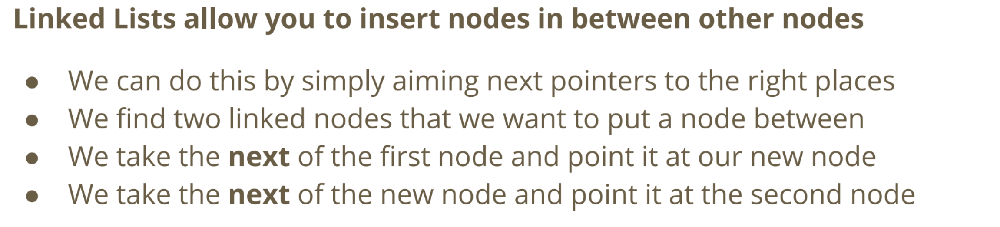 Linked Lists allow you to insert nodes in between other nodes
● We can do this by simply aiming next pointers to the right places
● We find two linked nodes that we want to put a node between
● We take the next of the first node and point it at our new node
● We take the next of the new node and point it at the second node